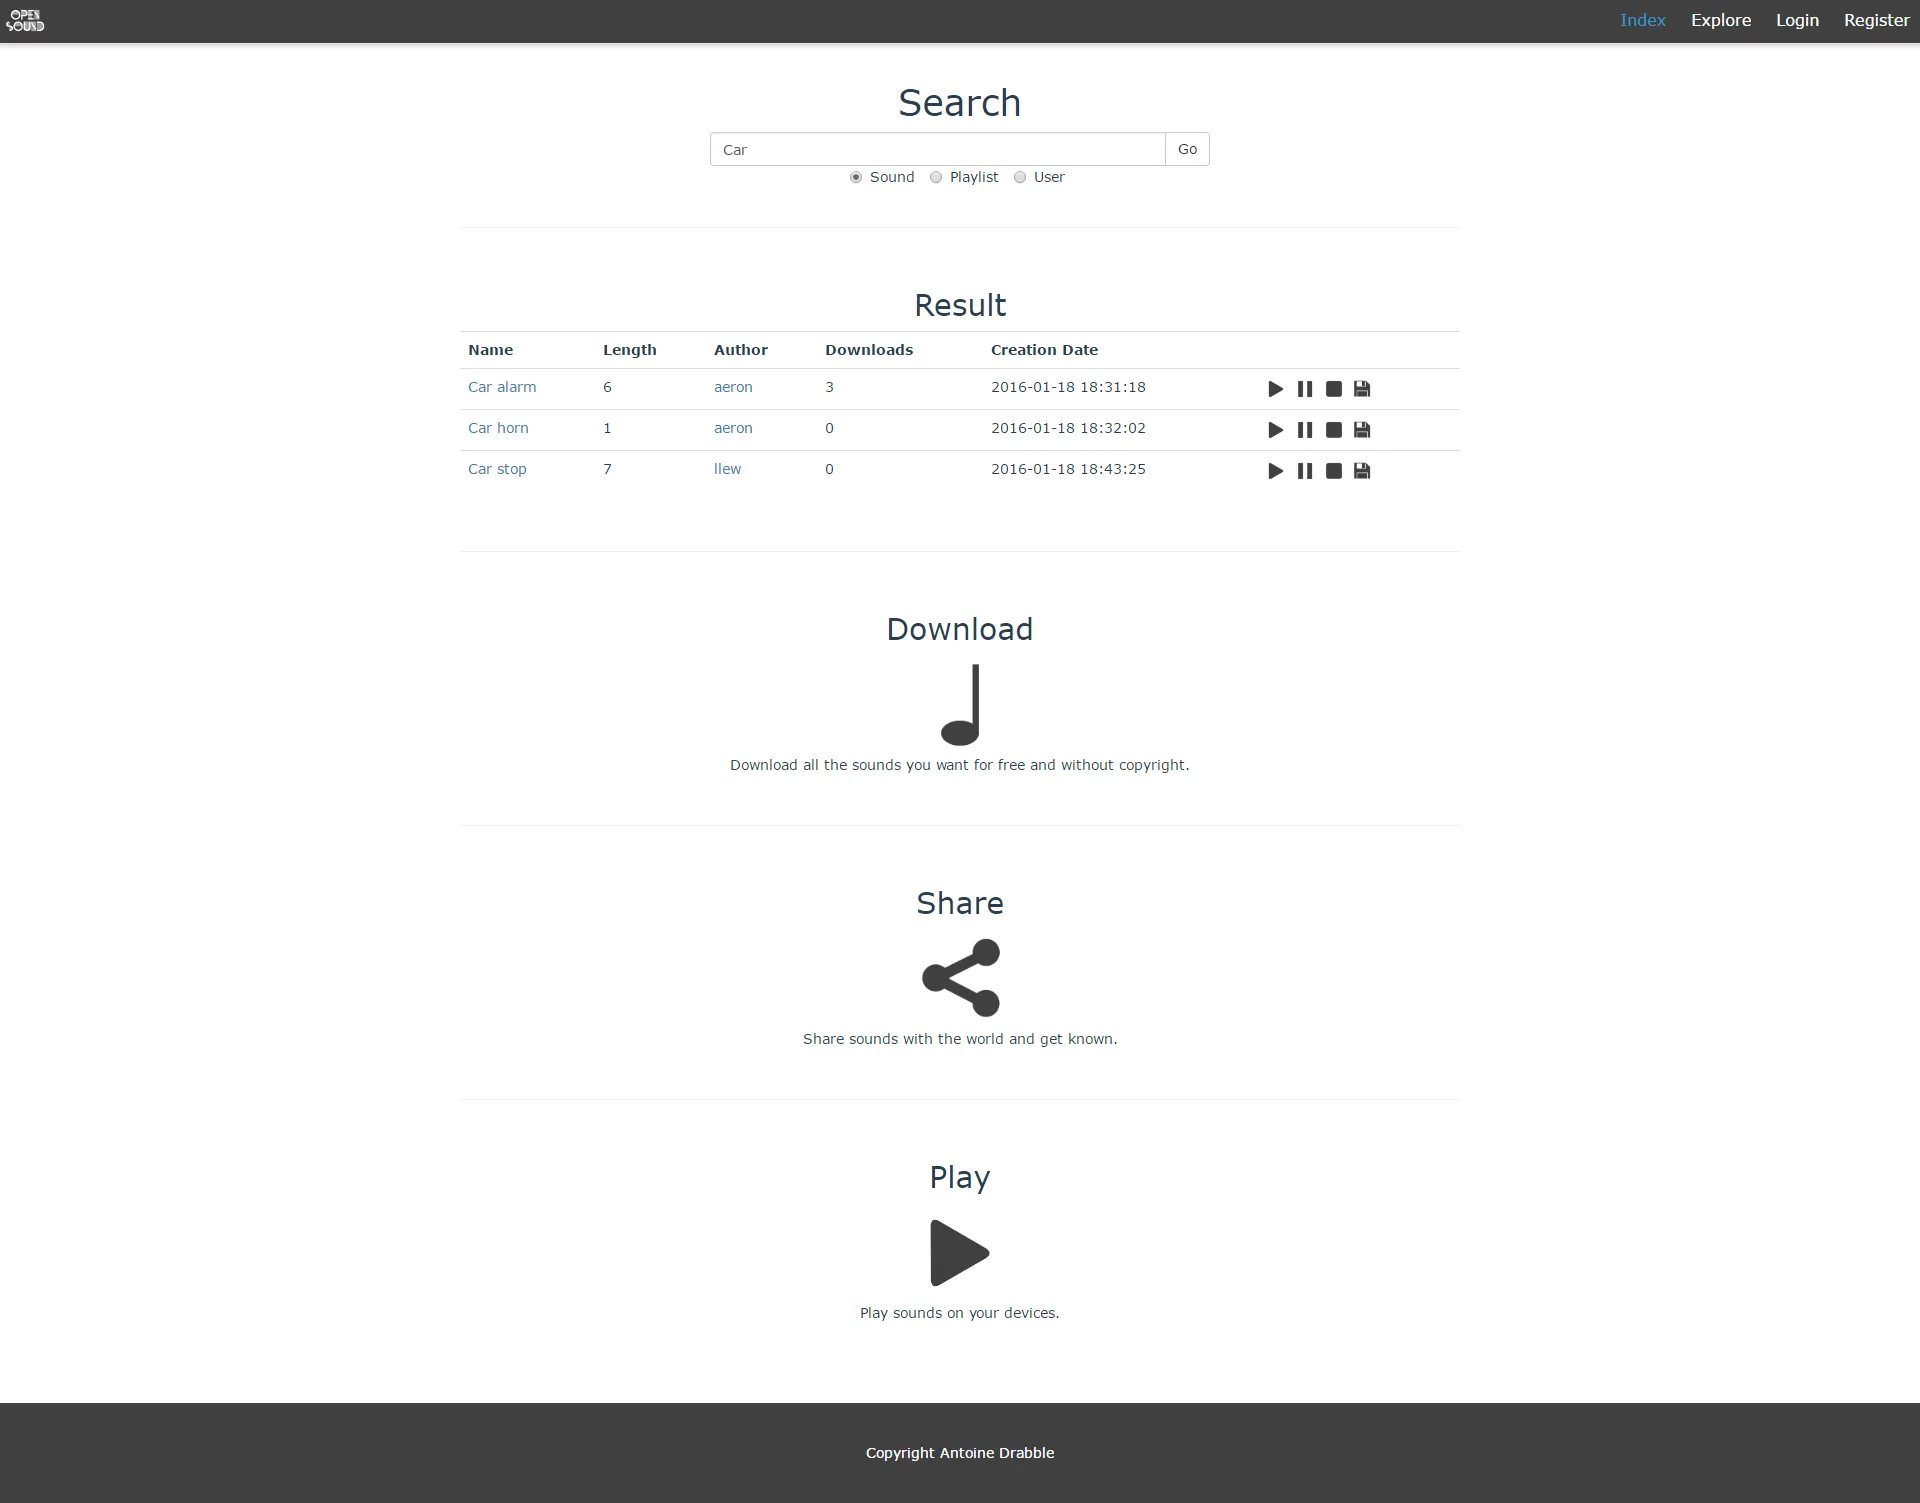 OPEN
SOUND
Index Explore Login Register
Search
Car Go
Sound Playlist User
Result
Name Length Author Downloads Creation Date
Car alarm 6 aeron 3 2016-01-18 18:31:18
Car horn 1 aeron 0 2016-01-18 18:32:02
Car stop 7 llew 0 2016-01-18 18:43:25
Download
Download all the sounds you want for free and without copyright.
Share
Share sounds with the world and get known.
Play
Play sounds on your devices.
Copyright Antoine Drabble